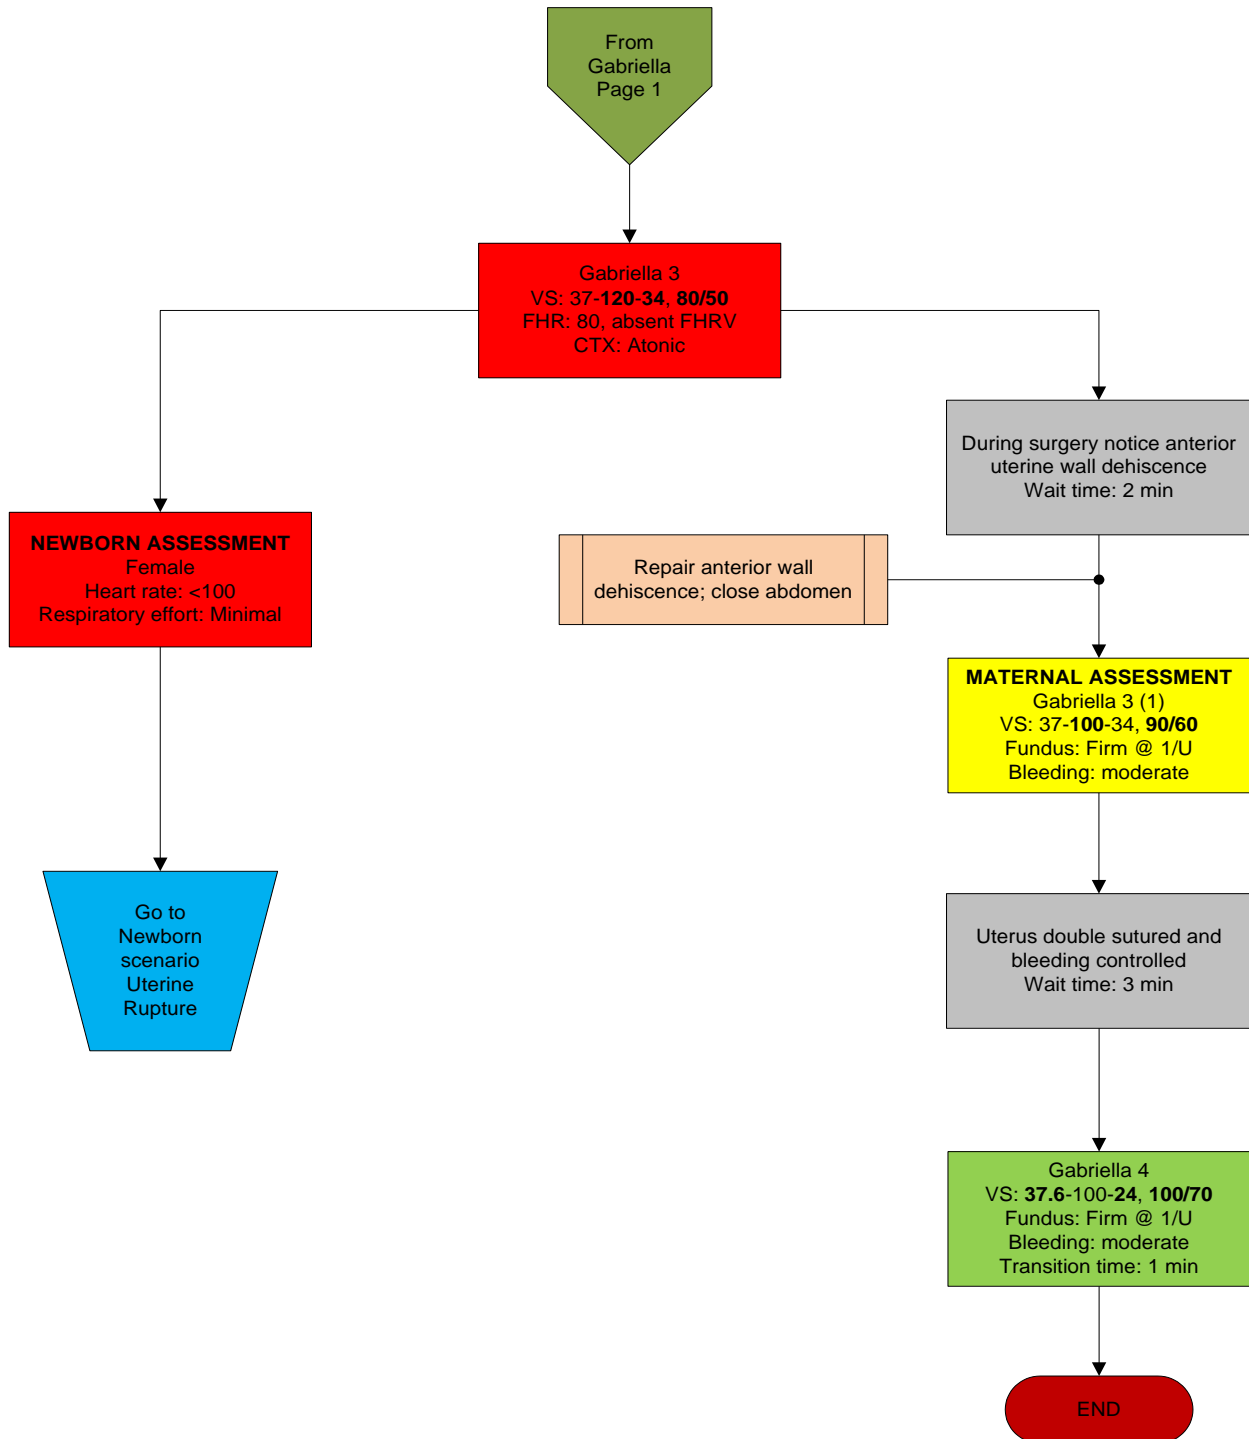 From
Gabriella
Page 1
Gabriella 3
VS: 37-120-34, 80/50
FHR: 80, absent FHRV
CTX: Atonic
During surgery notice anterior
uterine wall dehiscence
Wait time: 2 min
NEWBORN ASSESSMENT
Female
Heart rate: <100
Respiratory effort: Minimal
Repair anterior wall
dehiscence; close abdomen
MATERNAL ASSESSMENT
Gabriella 3 (1)
VS: 37-100-34, 90/60
Fundus: Firm @ 1/U
Bleeding: moderate
Go to
Newborn
scenario
Uterine
Rupture
Uterus double sutured and
bleeding controlled
Wait time: 3 min
Gabriella 4
VS: 37.6-100-24, 100/70
Fundus: Firm @ 1/U
Bleeding: moderate
Transition time: 1 min
END